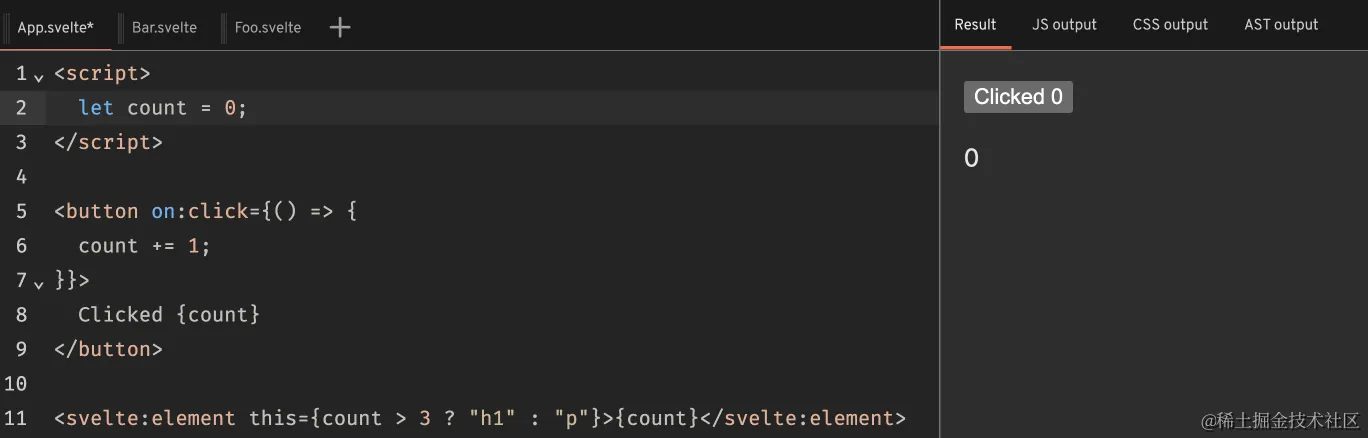 App.svelte* Bar.svelte Foo.svelte +
Result JS output CSS output AST output
1 <script>
2   let count = 0;
3 </script>
4
5 <button on:click={() => {
6   count += 1;
7 }}>
8   Clicked {count}
9 </button>
10
11 <svelte:element this={count > 3 ? "h1" : "p"}>{count}</svelte:element>
Clicked 0
0
@稀土掘金技术社区